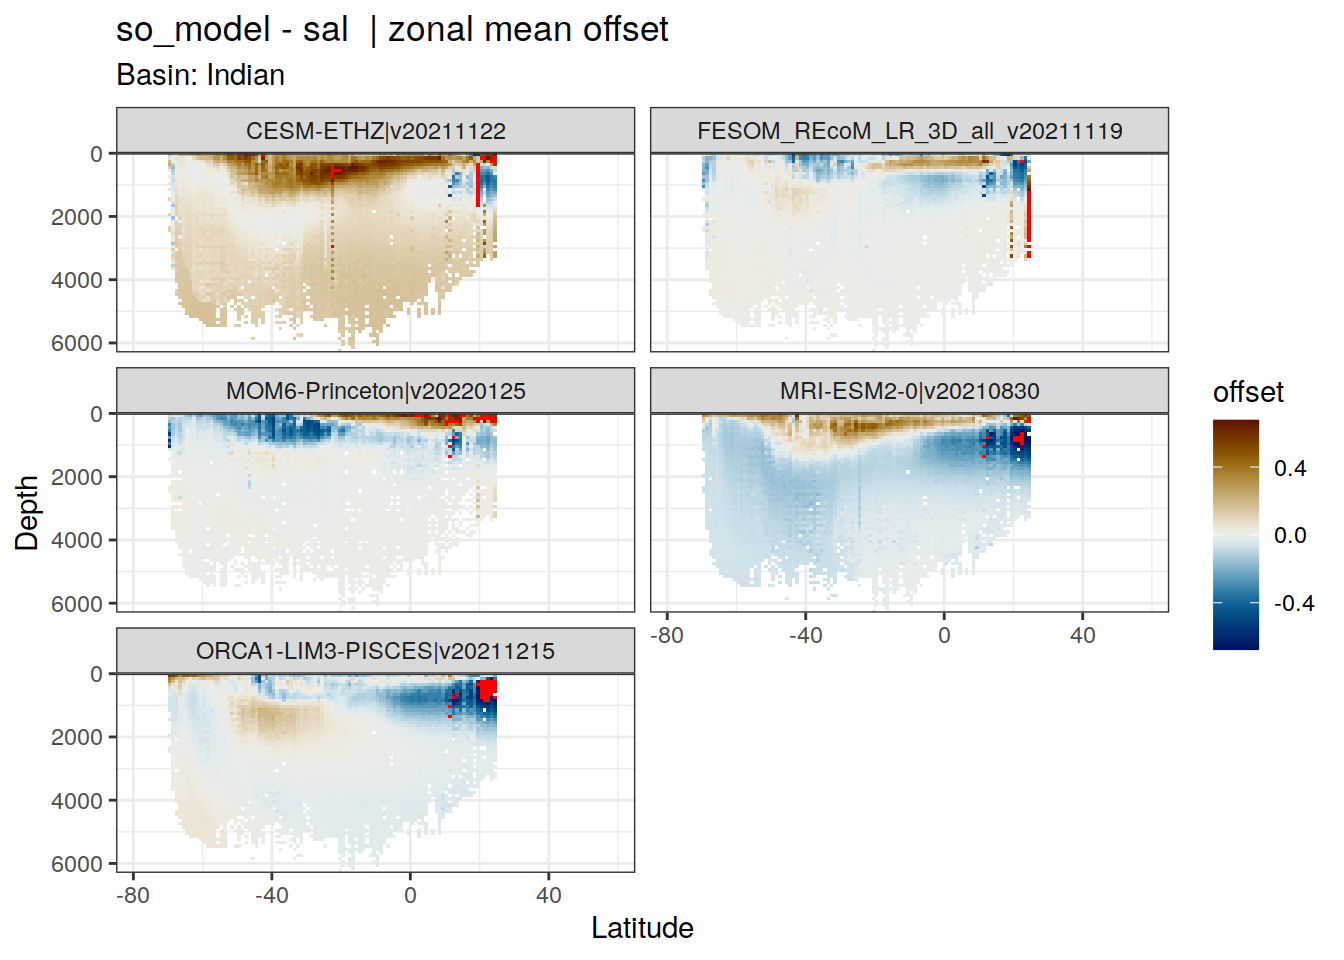 so_model - sal | zonal mean offset
Basin: Indian
CESM-ETHZ|v20211122
FESOM_REcoM_LR_3D_all_v20211119
0
2000
4000
6000
MOM6-Princeton|v20220125
MRI-ESM2-0|v20210830
0
2000
4000
6000
-80
-40
0
40
ORCA1-LIM3-PISCES|v20211215
0
2000
4000
6000
-80
-40
0
40
Depth
Latitude
offset
0.4
0.0
-0.4